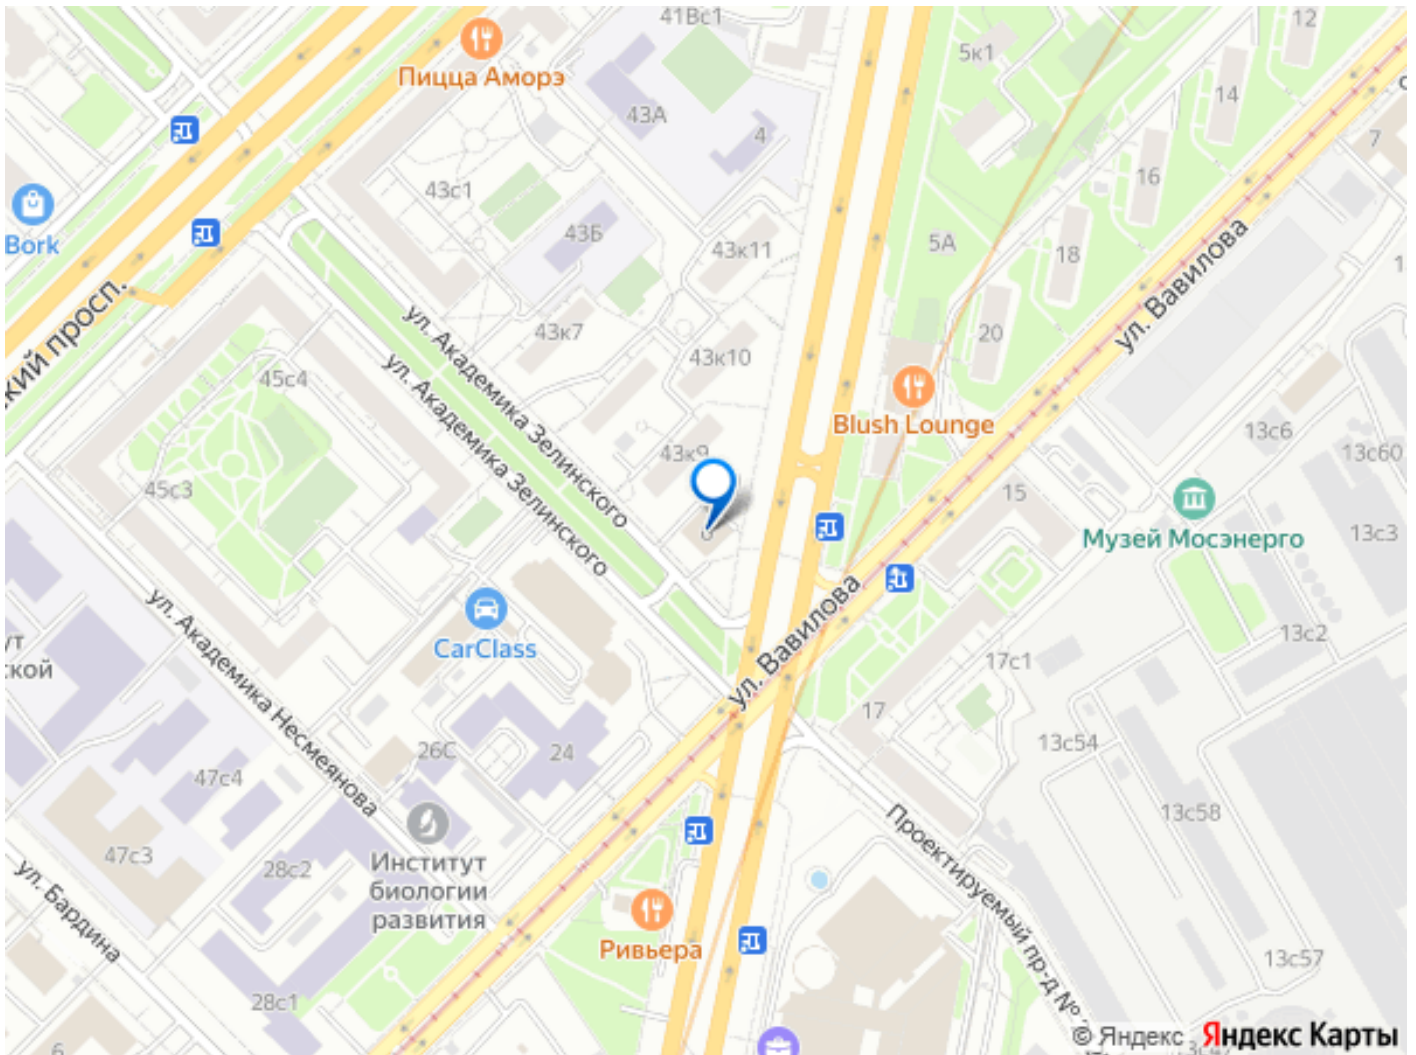 41Вс1
12
Пицца Аморэ
5к1
14
43А
4
7
16
43с1
Bork
43Б
43к11
5А
18
ул. Вавилова
кий просп.
43к7
43к10
20
ул. Академика Зелинского
ул. Академика Зелинского
45с4
Blush Lounge
13с6
13с60
43к9
45с3
15
Музей Мосэнерго
13с3
ул. Вавилова
CarClass
13с2
17с1
ул. Академика Несмеянова
17
26С
24
13с54
47с4
13с58
47с3
28с2
Институт
биологии
развития
Проектируемый пр-д №
ул. Бардина
Ривьера
13с57
28с1
6
© Яндекс Яндекс Карты